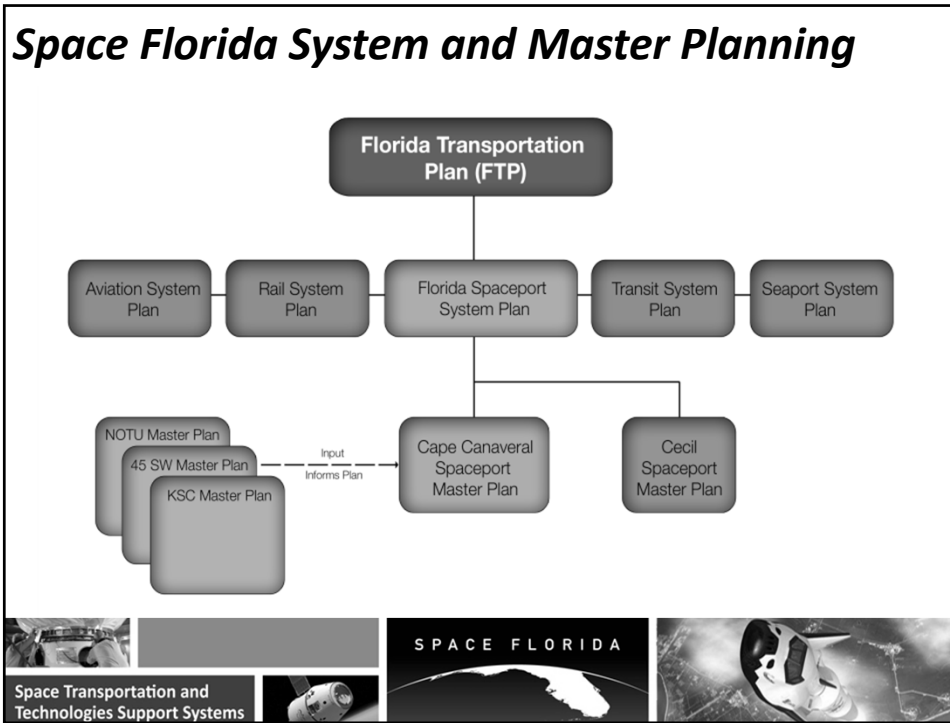 Space Florida System and Master Planning
Florida Transportation
Plan (FTP)
Aviation System
Plan
Rail System
Plan
Florida Spaceport
System Plan
Transit System
Plan
Seaport System
Plan
NOTU Master Plan
45 SW Master Plan
KSC Master Plan
Input
Informs Plan
Cape Canaveral
Spaceport
Master Plan
Cecil
Spaceport
Master Plan
SPACE FLORIDA
Space Transportation and
Technologies Support Systems